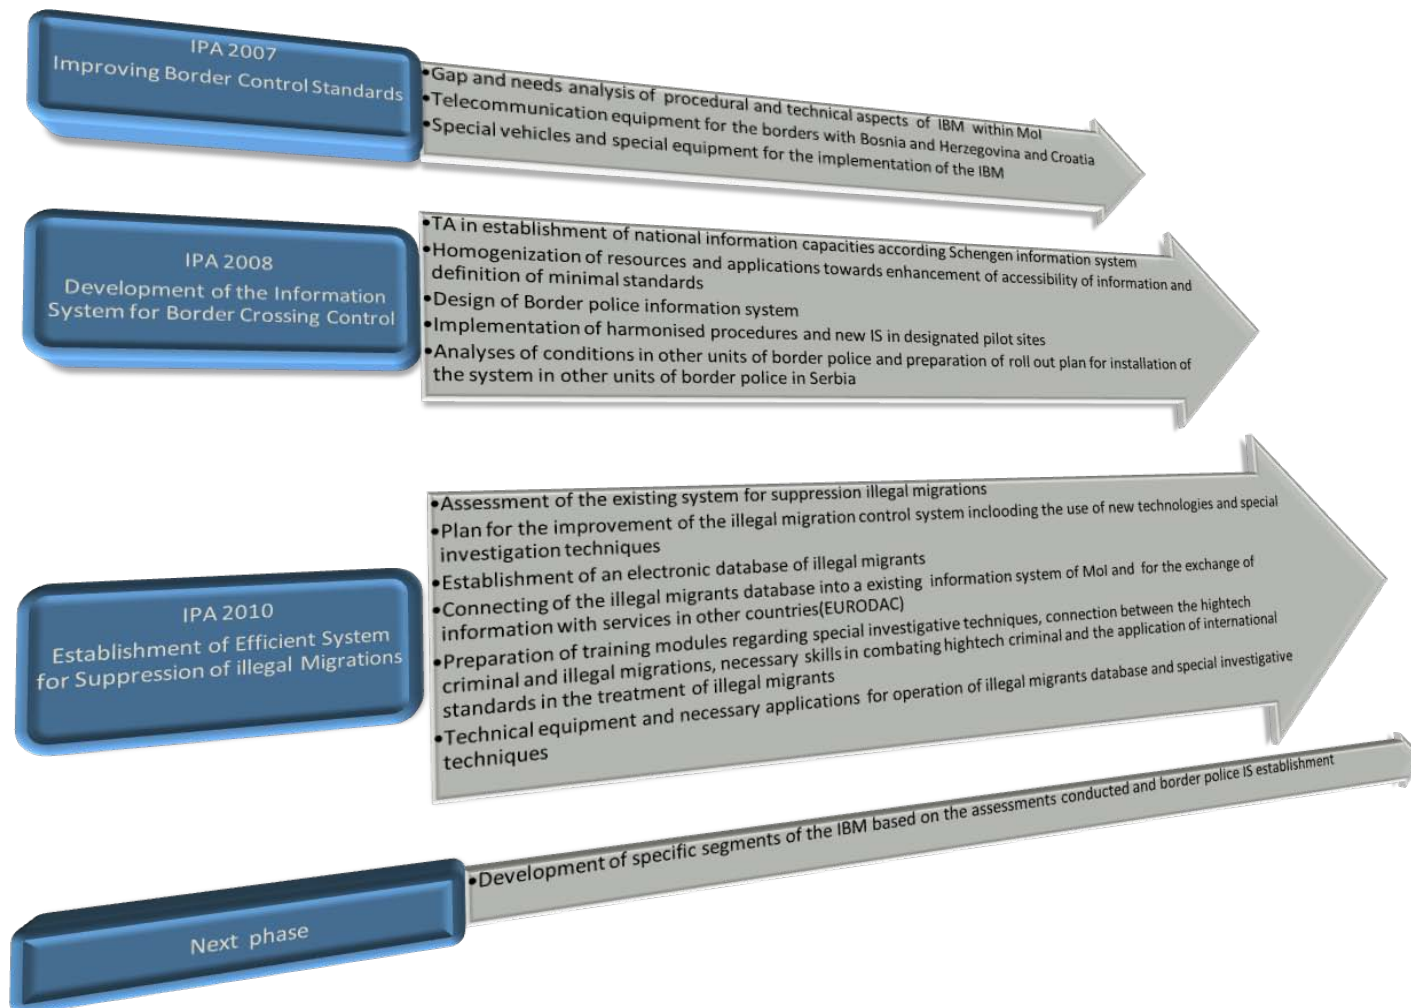 IPA 2007
Improving Border Control Standards
•Gap and needs analysis of procedural and technical aspects of IBM within MoI
•Telecommunication equipment for the borders with Bosnia and Herzegovina and Croatia
•Special vehicles and special equipment for the implementation of the IBM
IPA 2008
Development of the Information
System for Border Crossing Control
•TA in establishment of national information capacities according Schengen information system
•Homogenization of resources and applications towards enhancement of accessibility of information and
definition of minimal standards
•Design of Border police information system
•Implementation of harmonised procedures and new IS in designated pilot sites
•Analyses of conditions in other units of border police and preparation of roll out plan for installation of
the system in other units of border police in Serbia
IPA 2010
Establishment of Efficient System
for Suppression of illegal Migrations
•Assessment of the existing system for suppression illegal migrations
•Plan for the improvement of the illegal migration control system inclooding the use of new technologies and special
investigation techniques
•Establishment of an electronic database of illegal migrants
•Connecting of the illegal migrants database into a existing information system of MoI and for the exchange of
information with services in other countries(EURODAC)
•Preparation of training modules regarding special investigative techniques, connection between the hightech
criminal and illegal migrations, necessary skills in combating hightech criminal and the application of international
standards in the treatment of illegal migrants
•Technical equipment and necessary applications for operation of illegal migrants database and special investigative
techniques
Next phase
•Development of specific segments of the IBM based on the assessments conducted and border police IS establishment